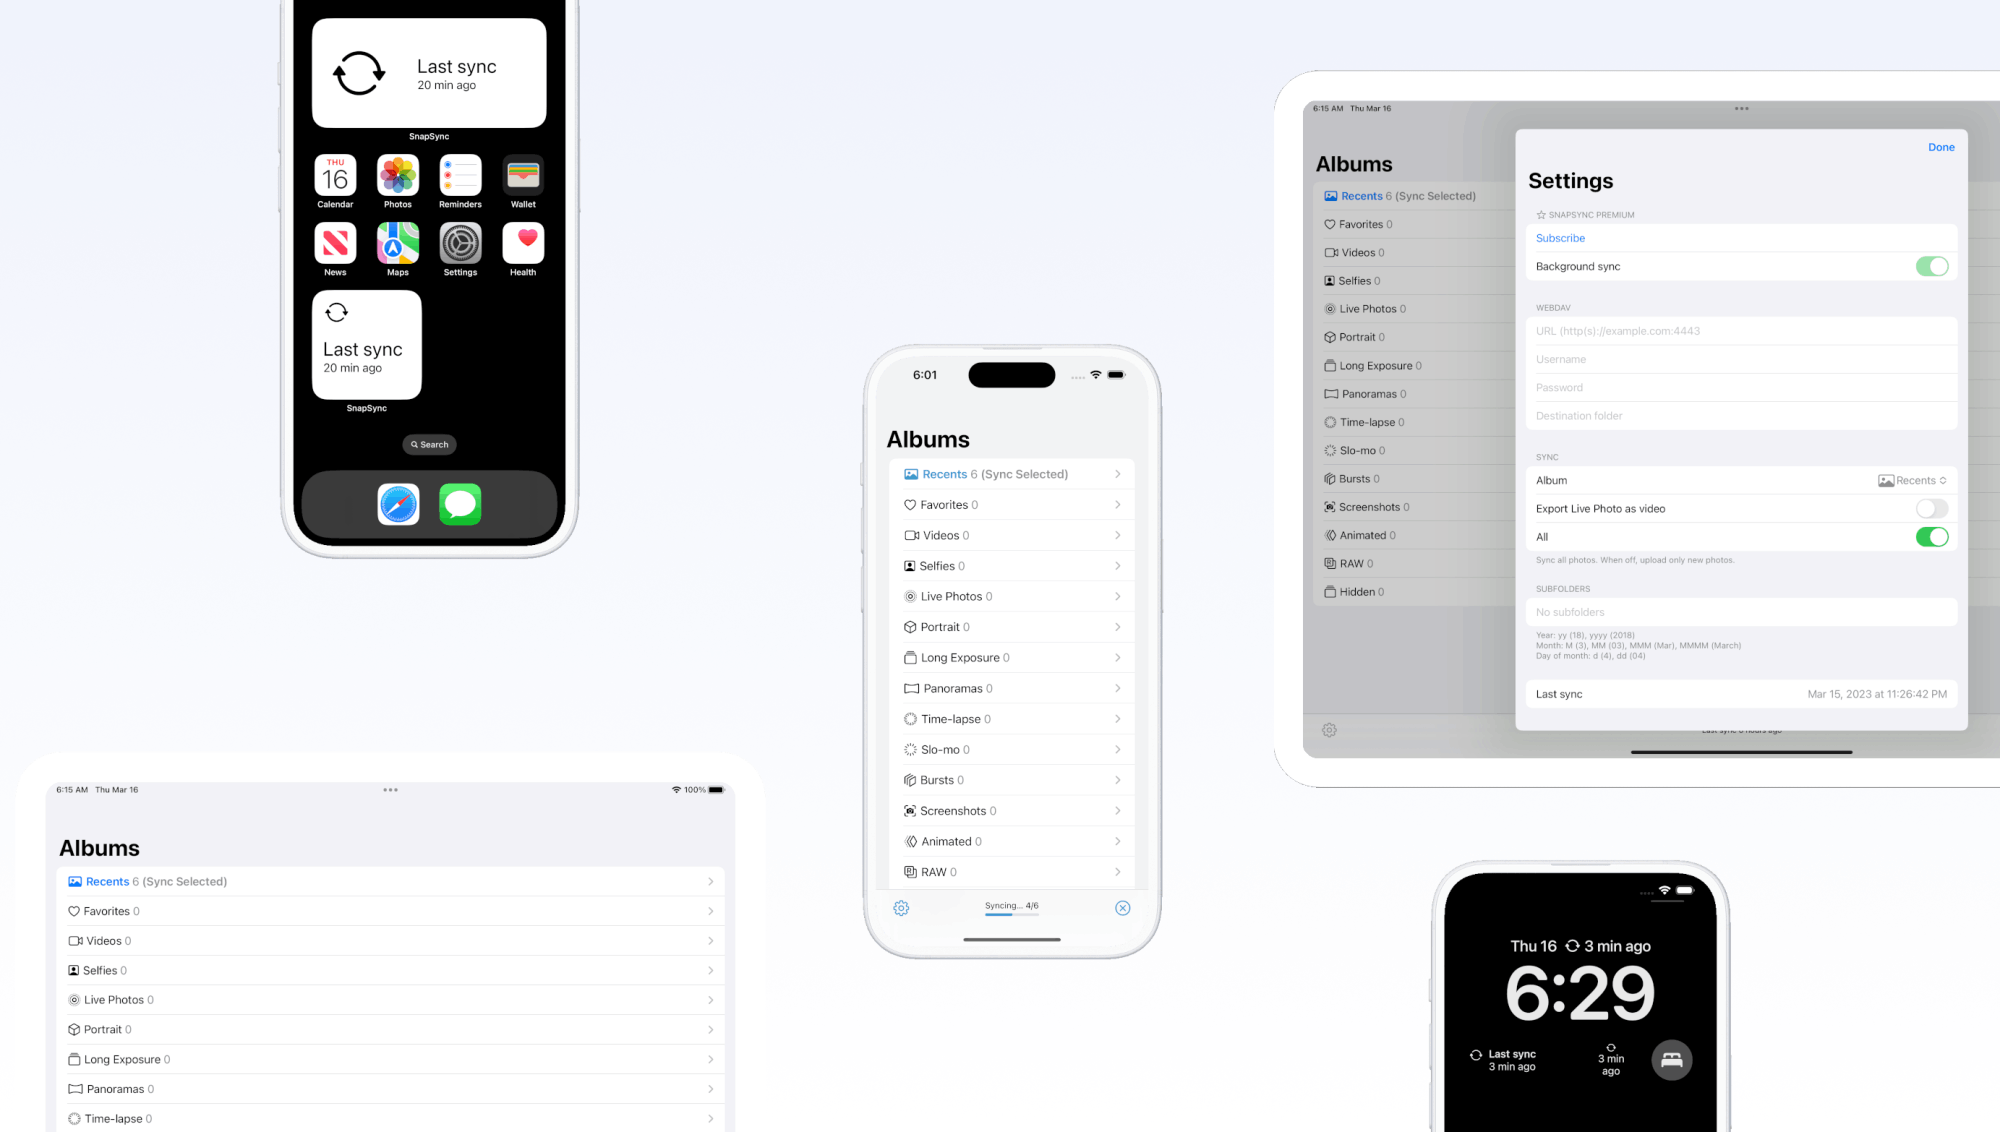 Last sync
20 min ago
SnapSync
THU
16
Calendar
Photos
Reminders
Wallet
News
Maps
Settings
Health
Last sync
20 min ago
SnapSync
Search
6:15 AM Thu Mar 16
100%
Albums
Recents 6 (Sync Selected)
Favorites 0
Videos 0
Selfies 0
Live Photos 0
Portrait 0
Long Exposure 0
Panoramas 0
Time-lapse 0
6:01
Albums
Recents 6 (Sync Selected)
Favorites 0
Videos 0
Selfies 0
Live Photos 0
Portrait 0
Long Exposure 0
Panoramas 0
Time-lapse 0
Slo-mo 0
Bursts 0
Screenshots 0
Animated 0
RAW 0
Syncing... 4/6
6:15 AM Thu Mar 16
Albums
Recents 6 (Sync Selected)
Favorites 0
Videos 0
Selfies 0
Live Photos 0
Portrait 0
Long Exposure 0
Panoramas 0
Time-lapse 0
Slo-mo 0
Bursts 0
Screenshots 0
Animated 0
RAW 0
Hidden 0
Done
Settings
SNAPSYNC PREMIUM
Subscribe
Background sync
WEBDAV
URL (http(s)://example.com:4443
Username
Password
Destination folder
SYNC
Album
Recents
Export Live Photo as video
All
Sync all photos. When off, upload only new photos.
SUBFOLDERS
No subfolders
Year: yy (18), yyyy (2018)
Month: M (3), MM (03), MMM (Mar), MMMM (March)
Day of month: d (4), dd (04)
Last sync
Mar 15, 2023 at 11:26:42 PM
Thu 16 3 min ago
6:29
Last sync
3 min ago
3 min
ago